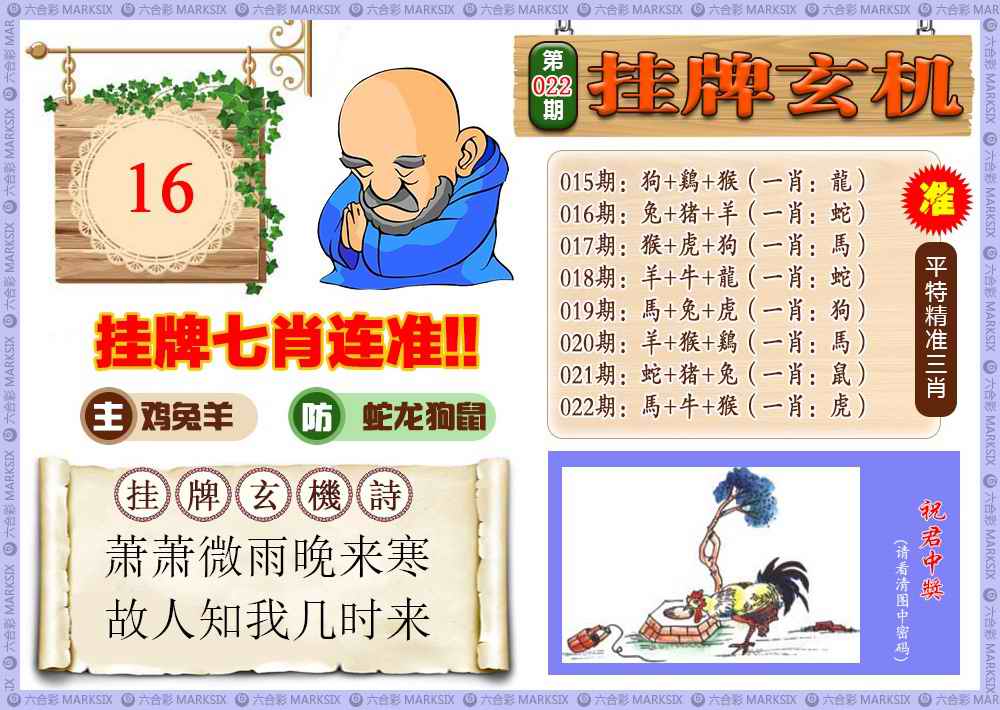 六合彩 MARKSIX
16
第022期
挂牌玄机
015期：狗+鷄+猴（一肖：龍）
016期：兔+猪+羊（一肖：蛇）
017期：猴+虎+狗（一肖：馬）
018期：羊+牛+龍（一肖：蛇）
019期：馬+兔+虎（一肖：狗）
020期：羊+猴+鷄（一肖：馬）
021期：蛇+猪+兔（一肖：鼠）
022期：馬+牛+猴（一肖：虎）
准
平特精准三肖
挂牌七肖连准!!
主 鸡兔羊
防 蛇龙狗鼠
挂牌玄機詩
萧萧微雨晚来寒
故人知我几时来
祝君中獎
（请看清图中密码）